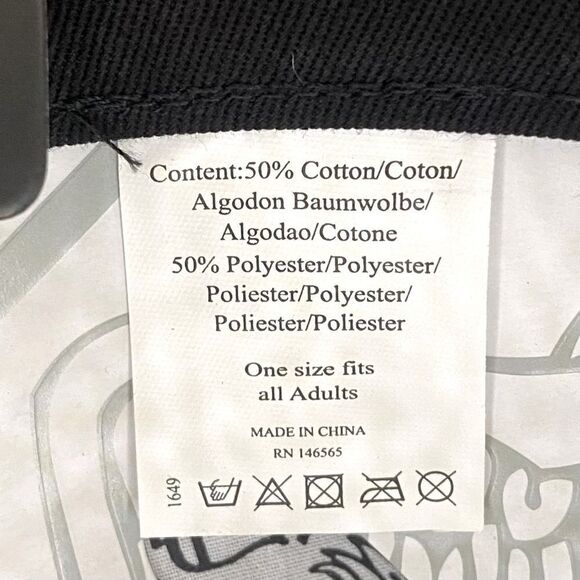 Content:50% Cotton/Coton/
Algodon Baumwolbe/
Algodao/Cotone
50% Polyester/Polyester/
Poliester/Polyester/
Poliester/Poliester
One size fits
all Adults
MADE IN CHINA
RN 146565
1649